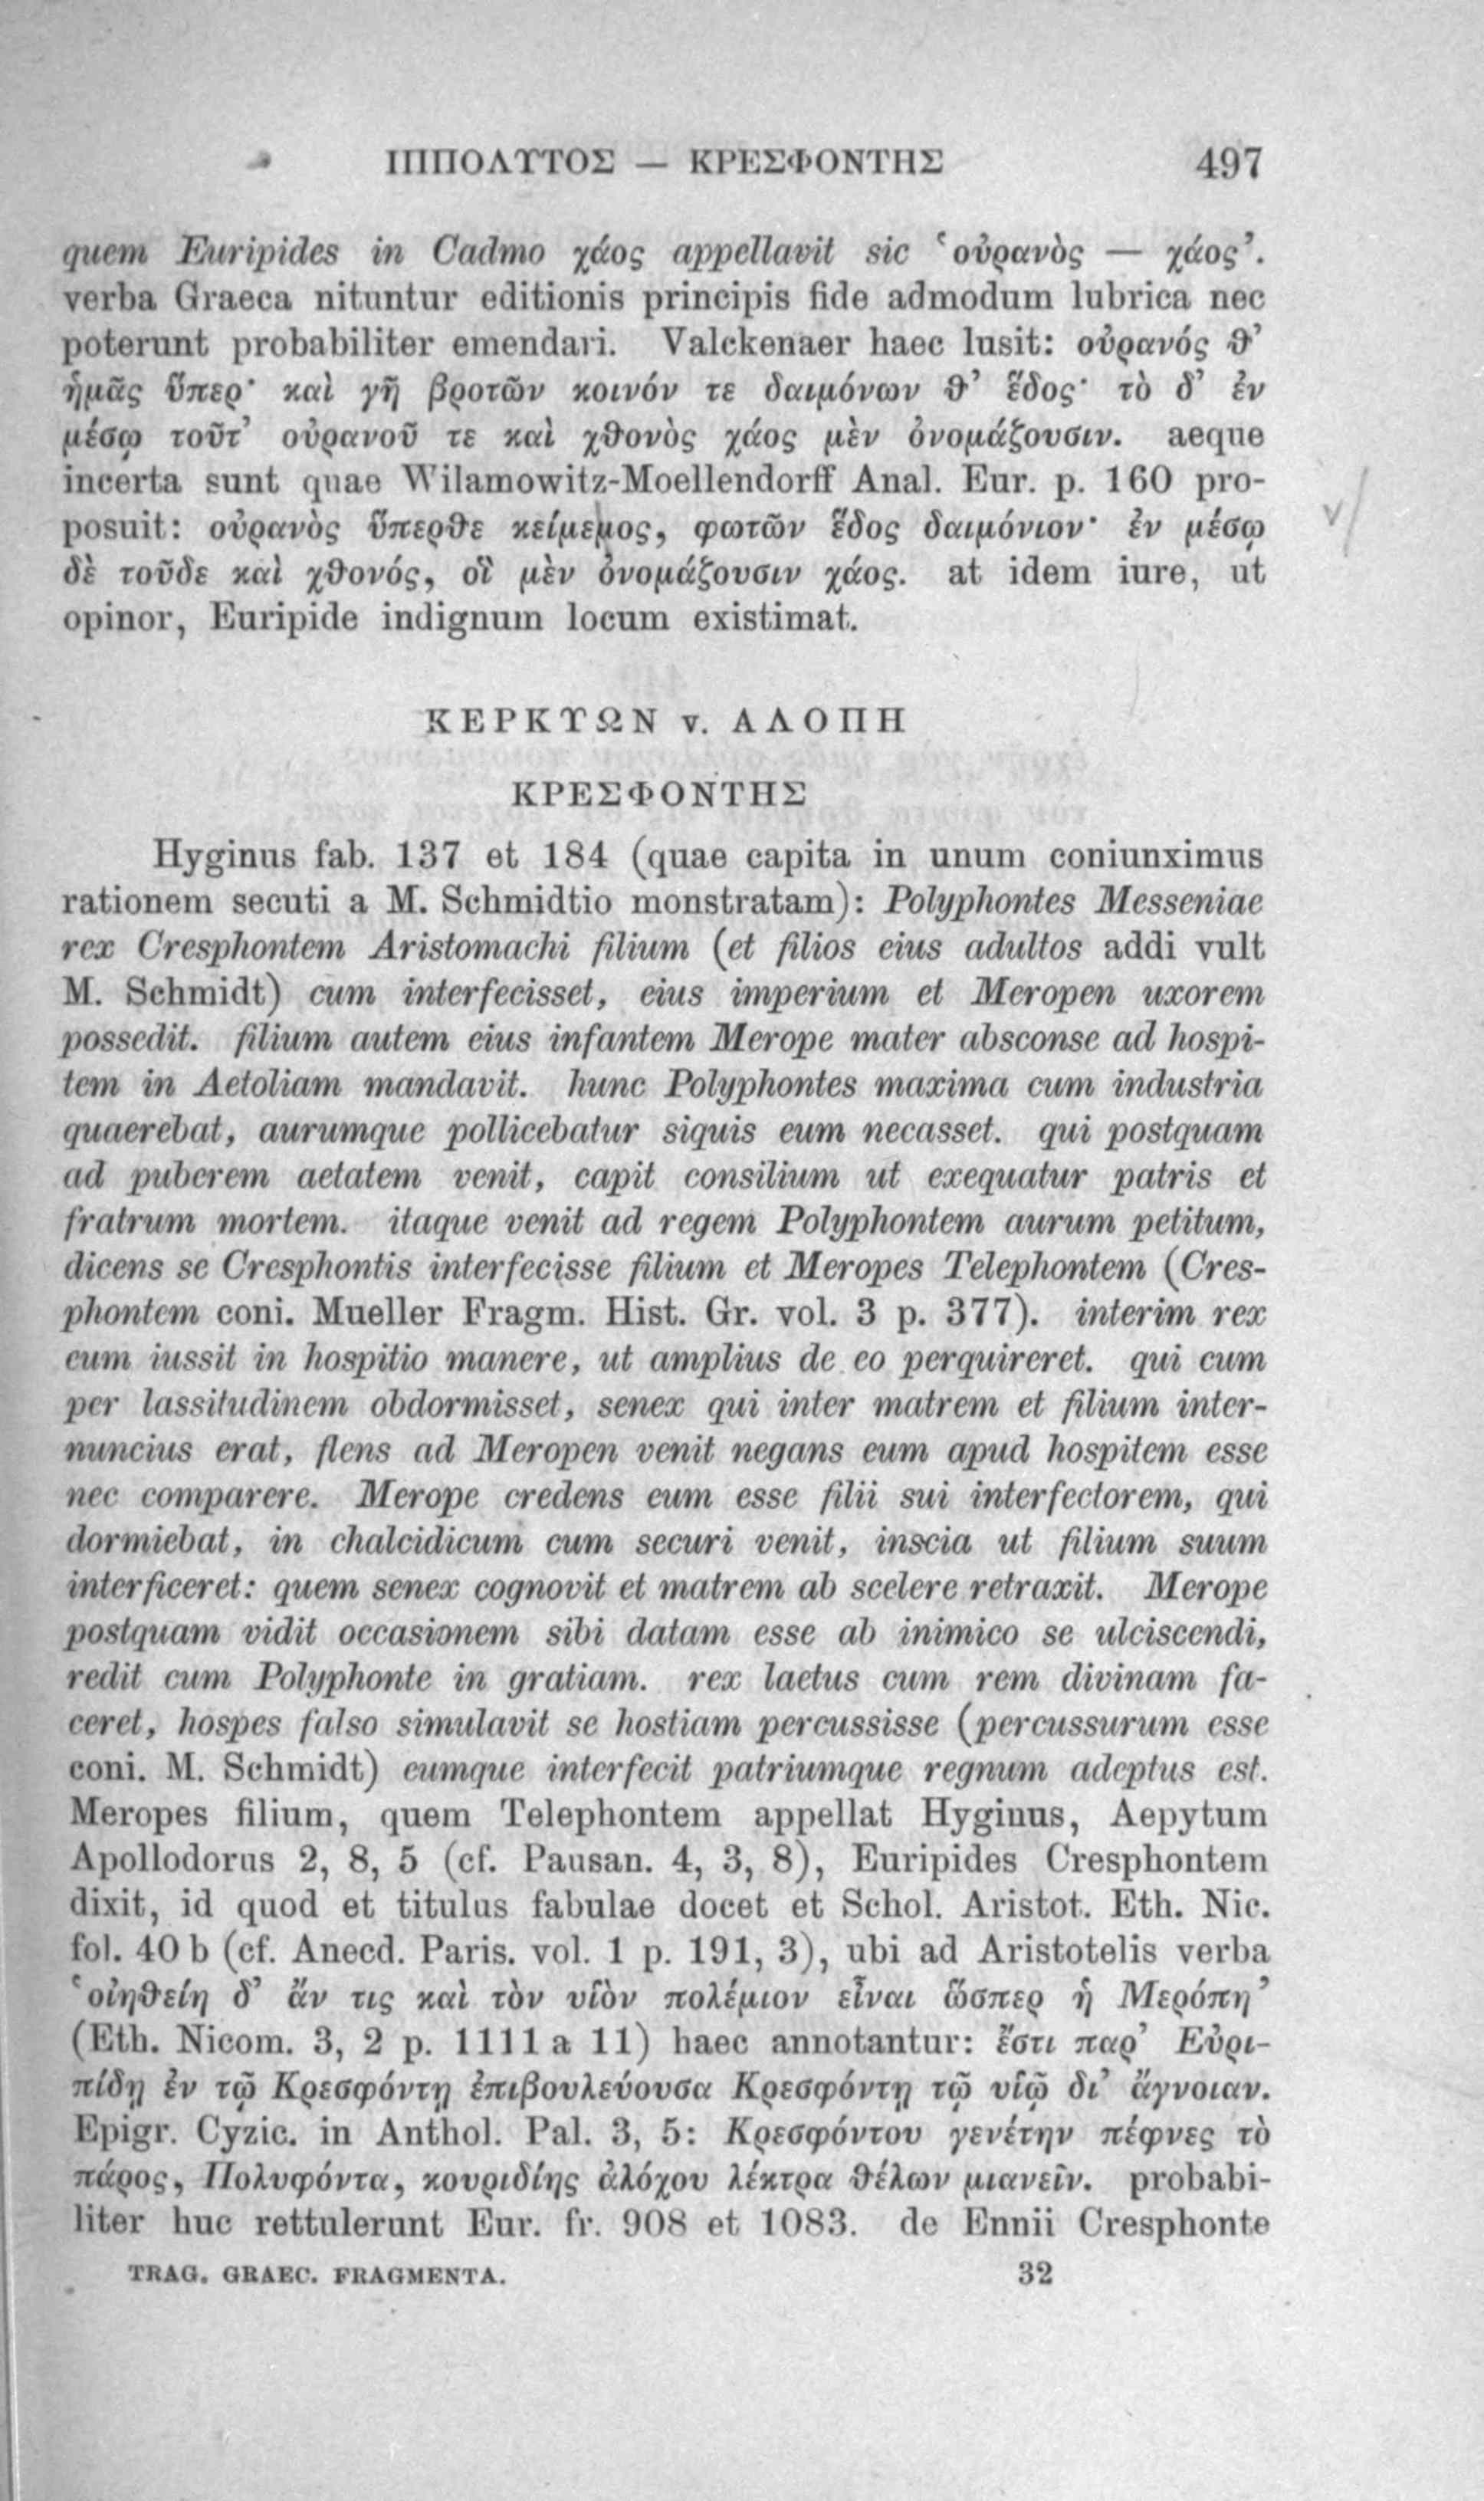 ΙΠΠΟΛΥΤΟΣ — ΚΡΕΣΦΟΝΤΗΣ 497
quem Euripides in Cadmo χάος appellavit sic ‘οὐρανὸς — χάος’.
verba Graeca nituntur editionis principis fide admodum lubrica nec
poterunt probabiliter emendari. Valckenaer haec lusit: οὐρανός θ’
ἡμᾶς ὕπερ· καὶ γῆ βροτῶν κοινόν τε δαιμόνων θ’ ἕδος· τὸ δ’ ἐν
μέσῳ τοῦτ’ οὐρανοῦ τε καὶ χθονὸς χάος μὲν ὀνομάζουσιν. aeque
incerta sunt quae Wilamowitz-Moellendorff Anal. Eur. p. 160 pro-
posuit: οὐρανὸς ὕπερθε κείμεμος, φωτῶν ἕδος δαιμόνιον· ἐν μέσῳ
δὲ τοῦδε καὶ χθονός, οἳ μὲν ὀνομάζουσιν χάος. at idem iure, ut
opinor, Euripide indignum locum existimat.
ΚΕΡΚΥΩΝ v. ΑΛΟΠΗ
ΚΡΕΣΦΟΝΤΗΣ
Hyginus fab. 137 et 184 (quae capita in unum coniunximus
rationem secuti a M. Schmidtio monstratam): Polyphontes Messeniae
rex Cresphontem Aristomachi filium (et filios eius adultos addi vult
M. Schmidt) cum interfecisset, eius imperium et Meropen uxorem
possedit. filium autem eius infantem Merope mater absconse ad hospi-
tem in Aetoliam mandavit. hunc Polyphontes maxima cum industria
quaerebat, aurumque pollicebatur siquis eum necasset. qui postquam
ad puberem aetatem venit, capit consilium ut exequatur patris et
fratrum mortem. itaque venit ad regem Polyphontem aurum petitum,
dicens se Cresphontis interfecisse filium et Meropes Telephontem (Cres-
phontem coni. Mueller Fragm. Hist. Gr. vol. 3 p. 377). interim rex
eum iussit in hospitio manere, ut amplius de eo perquireret. qui cum
per lassitudinem obdormisset, senex qui inter matrem et filium inter-
nuncius erat, flens ad Meropen venit negans eum apud hospitem esse
nec comparere. Merope credens eum esse filii sui interfectorem, qui
dormiebat, in chalcidicum cum securi venit, inscia ut filium suum
interficeret: quem senex cognovit et matrem ab scelere retraxit. Merope
postquam vidit occasionem sibi datam esse ab inimico se ulciscendi,
redit cum Polyphonte in gratiam. rex laetus cum rem divinam fa-
ceret, hospes falso simulavit se hostiam percussisse (percussurum esse
coni. M. Schmidt) eumque interfecit patriumque regnum adeptus est.
Meropes filium, quem Telephontem appellat Hyginus, Aepytum
Apollodorus 2, 8, 5 (cf. Pausan. 4, 3, 8), Euripides Cresphontem
dixit, id quod et titulus fabulae docet et Schol. Aristot. Eth. Nic.
fol. 40 b (cf. Anecd. Paris. vol. 1 p. 191, 3), ubi ad Aristotelis verba
‘οἰηθείη δ’ ἄν τις καὶ τὸν υἱὸν πολέμιον εἶναι ὥσπερ ἡ Μερόπη’
(Eth. Nicom. 3, 2 p. 1111 a 11) haec annotantur: ἔστι παρ’ Εὐρι-
πίδῃ ἐν τῷ Κρεσφόντῃ ἐπιβουλεύουσα Κρεσφόντῃ τῷ υἱῷ δι’ ἄγνοιαν.
Epigr. Cyzic. in Anthol. Pal. 3, 5: Κρεσφόντου γενέτην πέφνες τὸ
πάρος, Πολυφόντα, κουριδίης ἀλόχου λέκτρα θέλων μιανεῖν. probabi-
liter huc rettulerunt Eur. fr. 908 et 1083. de Ennii Cresphonte
TRAG. GRAEC. FRAGMENTA. 32